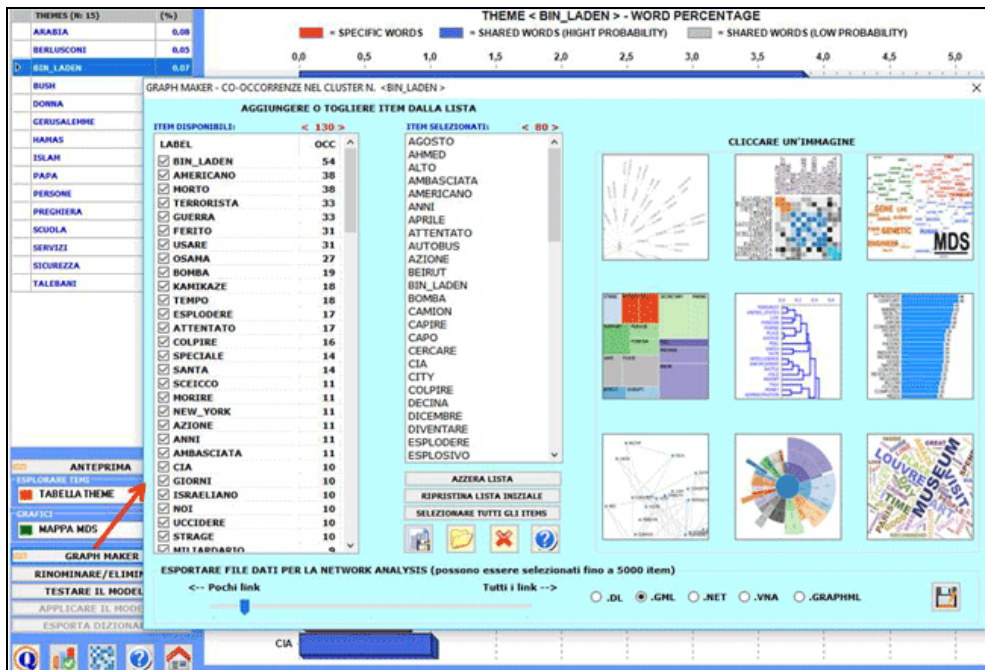 THEMES (N: 15) (%)
ARABIA 0,08
BERLUSCONI 0,05
BIN_LADEN 0,07
BUSH
DONNA
GERUSALEMME
HAMAS
ISLAM
PAPA
PERSONE
PREGHIERA
SCUOLA
SERVIZI
SICUREZZA
TALEBANI
THEME < BIN_LADEN > - WORD PERCENTAGE
= SPECIFIC WORDS = SHARED WORDS (HIGHT PROBABILITY) = SHARED WORDS (LOW PROBABILITY)
0,0 0,5 1,0 1,5 2,0 2,5 3,0 3,5 4,0 4,5 5,0
GRAPH MAKER - CO-OCCORRENZE NEL CLUSTER N. <BIN_LADEN >
AGGIUNGERE O TOGLIERE ITEM DALLA LISTA
ITEM DISPONIBILI: < 130 >
LABEL OCC
BIN_LADEN 54
AMERICANO 38
MORTO 38
TERRORISTA 33
GUERRA 33
FERITO 31
USARE 31
OSAMA 27
BOMBA 19
KAMIKAZE 18
TEMPO 18
ESPLODERE 17
ATTENTATO 17
COLPIRE 16
SPECIALE 14
SANTA 14
SCEICCO 11
MORIRE 11
NEW_YORK 11
AZIONE 11
ANNI 11
AMBASCIATA 11
CIA 10
GIORNI 10
ISRAELIANO 10
NOI 10
UCCIDERE 10
STRAGE 10
MILIARDARIO 9
ITEM SELEZIONATI: < 80 >
AGOSTO
AHMED
ALTO
AMBASCIATA
AMERICANO
ANNI
APRILE
ATTENTATO
AUTOBUS
AZIONE
BEIRUT
BIN_LADEN
BOMBA
CAMION
CAPIRE
CAPO
CERCARE
CIA
CITY
COLPIRE
DECINA
DICEMBRE
DIVENTARE
ESPLODERE
ESPLOSIVO
AZZERA LISTA
RIPRISTINA LISTA INIZIALE
SELEZIONARE TUTTI GLI ITEMS
CLICCARE UN'IMMAGINE
GENE LIFE
GENETIC
MDS
LOUVRE
MUSEUM
VISIT
GREAT
ESPORTARE FILE DATI PER LA NETWORK ANALYSIS (possono essere selezionati fino a 5000 item)
<-- Pochi link Tutti i link -->
.DL .GML .NET .VNA .GRAPHML
ANTEPRIMA
ESPLORARE TEMI
TABELLA THEME
GRAFICI
MAPPA MDS
GRAPH MAKER
RINOMINARE/ELIMIN
TESTARE IL MODEL
APPLICARE IL MODE
ESPORTA DIZIONA
CIA